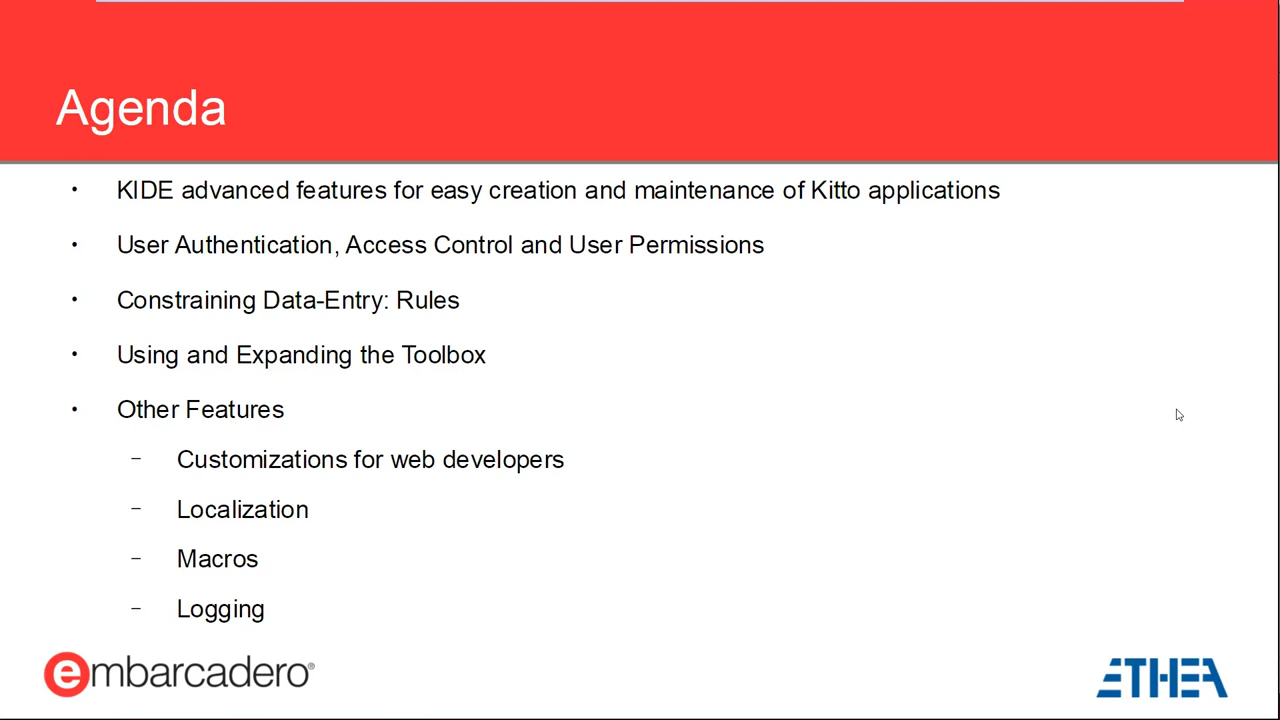 Agenda
• KIDE advanced features for easy creation and maintenance of Kitto applications
• User Authentication, Access Control and User Permissions
• Constraining Data-Entry: Rules
• Using and Expanding the Toolbox
• Other Features
– Customizations for web developers
– Localization
– Macros
– Logging
embarcadero®
ETHEA